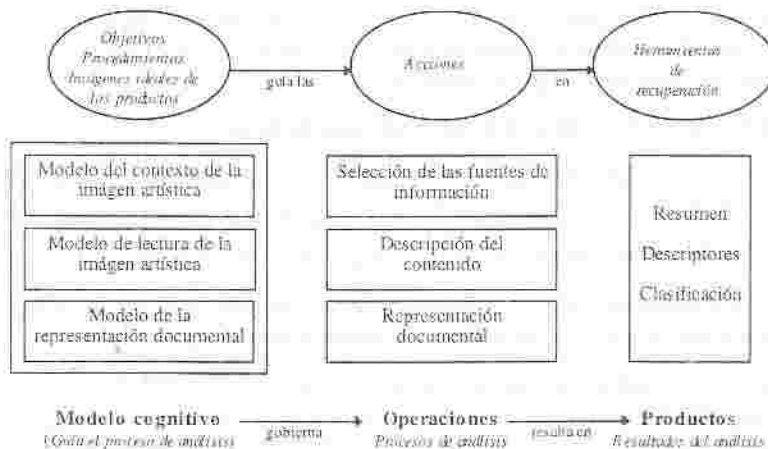 Objetivos
Procedimientos
Imágenes ideales de
los productos
guía las
Acciones
en
Herramientas
de
recuperación
Modelo del contexto de la
imágen artística
Modelo de lectura de la
imágen artística
Modelo de la
representación documental
Selección de las fuentes de
información
Descripción del
contenido
Representación
documental
Resumen
Descriptores
Clasificación
Modelo cognitivo
(Guía el proceso de análisis)
gobierna
Operaciones
Procesos de análisis
resulta en
Productos
Resultados del análisis